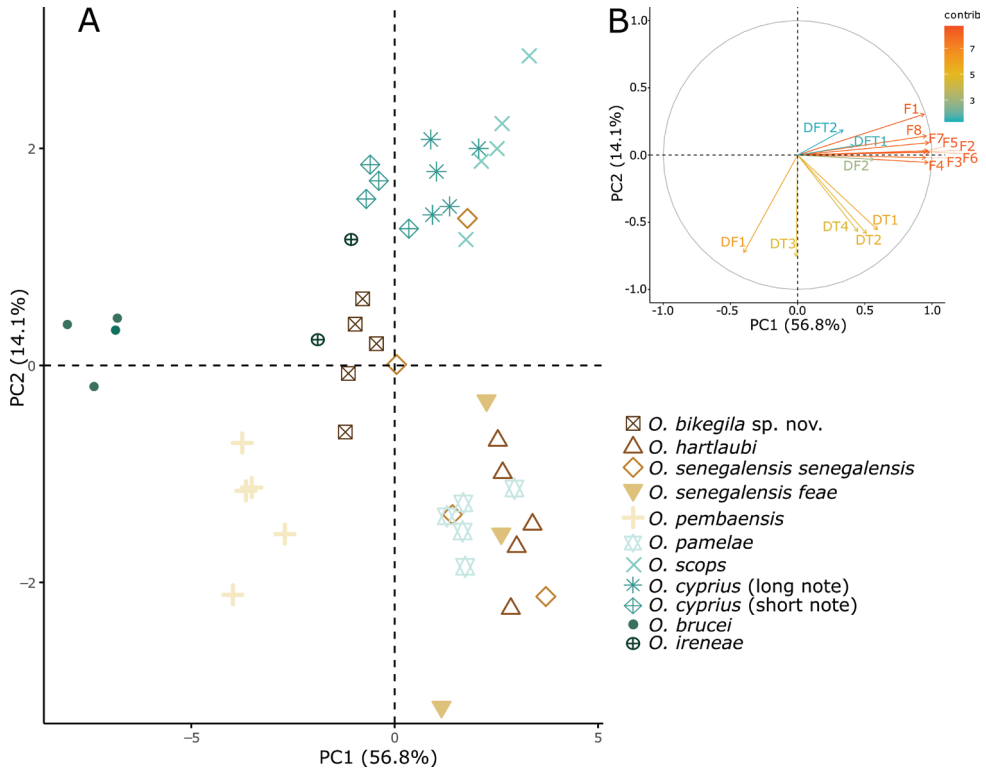 A
PC2 (14.1%)
2
0
−2
−5
0
5
PC1 (56.8%)
B
contrib
7
5
3
PC2 (14.1%)
1.0
0.5
0.0
-0.5
-1.0
-1.0
-0.5
0.0
0.5
1.0
PC1 (56.8%)
F1
DFT2
F8
DFT1
F7
F5
F2
DF2
F4
F3
F6
DF1
DT3
DT4
DT2
DT1
O. bikegila sp. nov.
O. hartlaubi
O. senegalensis senegalensis
O. senegalensis feae
O. pembaensis
O. pamelae
O. scops
O. cyprius (long note)
O. cyprius (short note)
O. brucei
O. ireneae